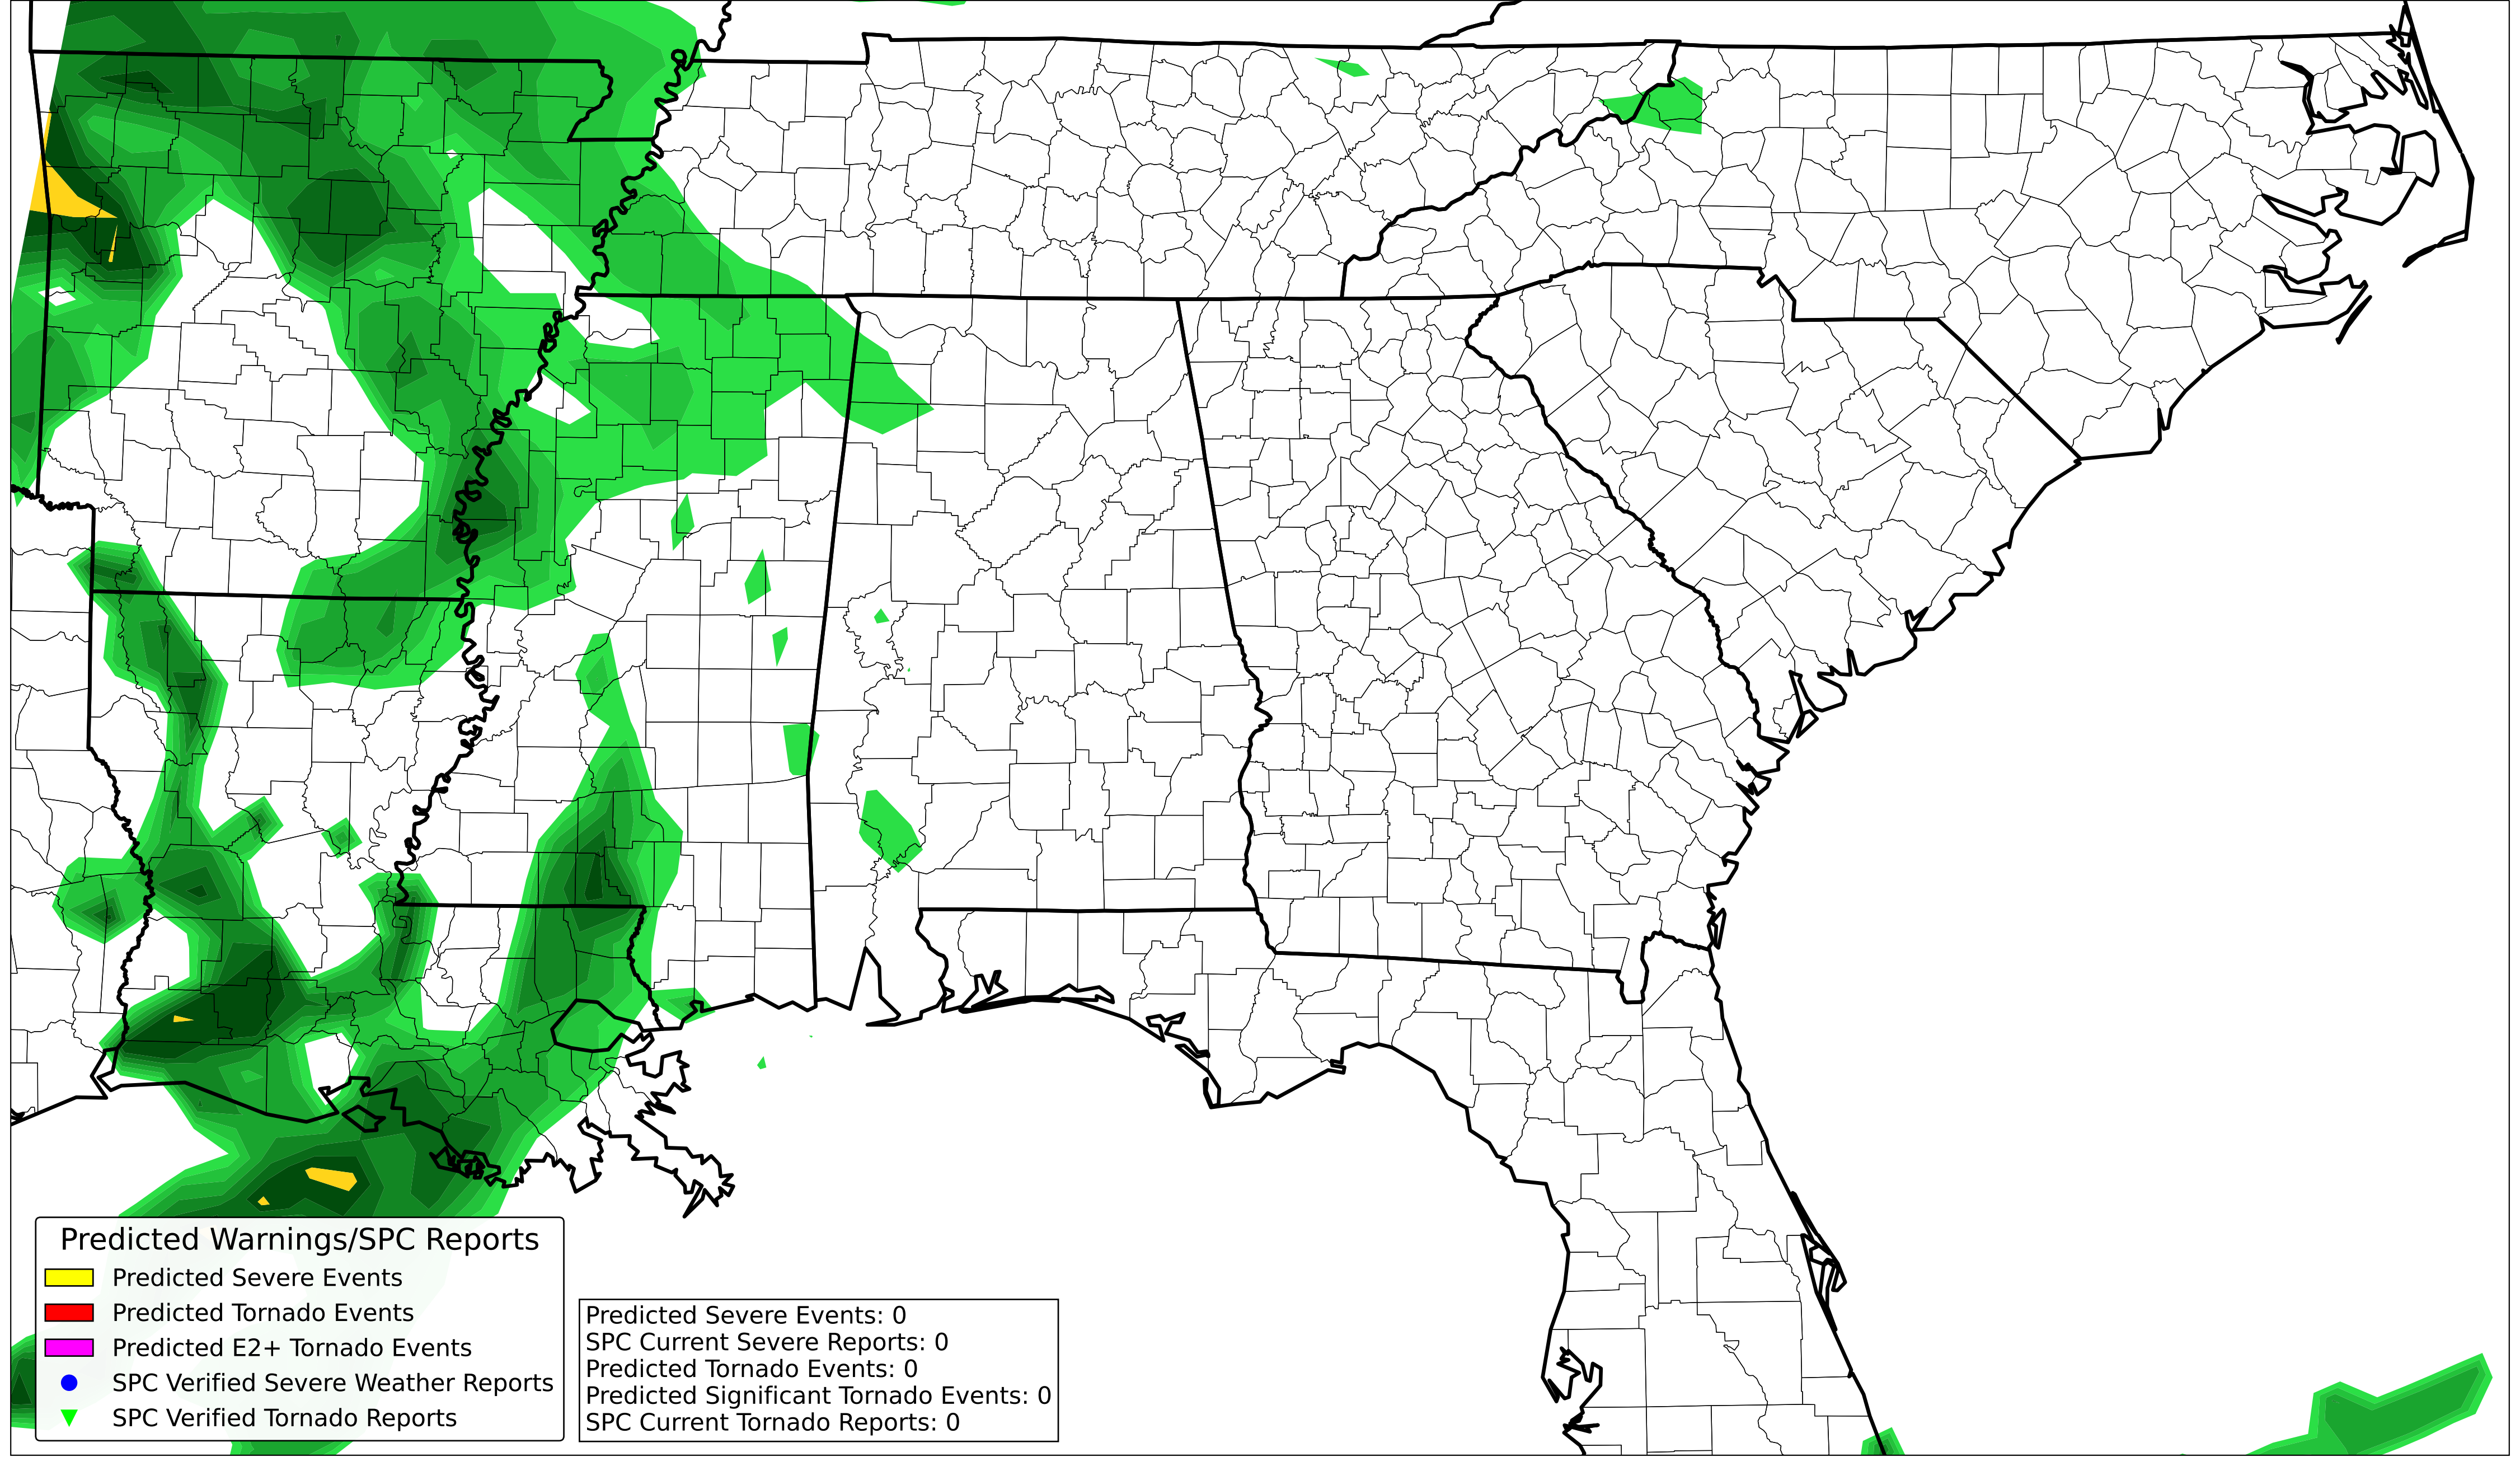 Predicted Warnings/SPC Reports
Predicted Severe Events
Predicted Tornado Events
Predicted E2+ Tornado Events
SPC Verified Severe Weather Reports
SPC Verified Tornado Reports
Predicted Severe Events: 0
SPC Current Severe Reports: 0
Predicted Tornado Events: 0
Predicted Significant Tornado Events: 0
SPC Current Tornado Reports: 0